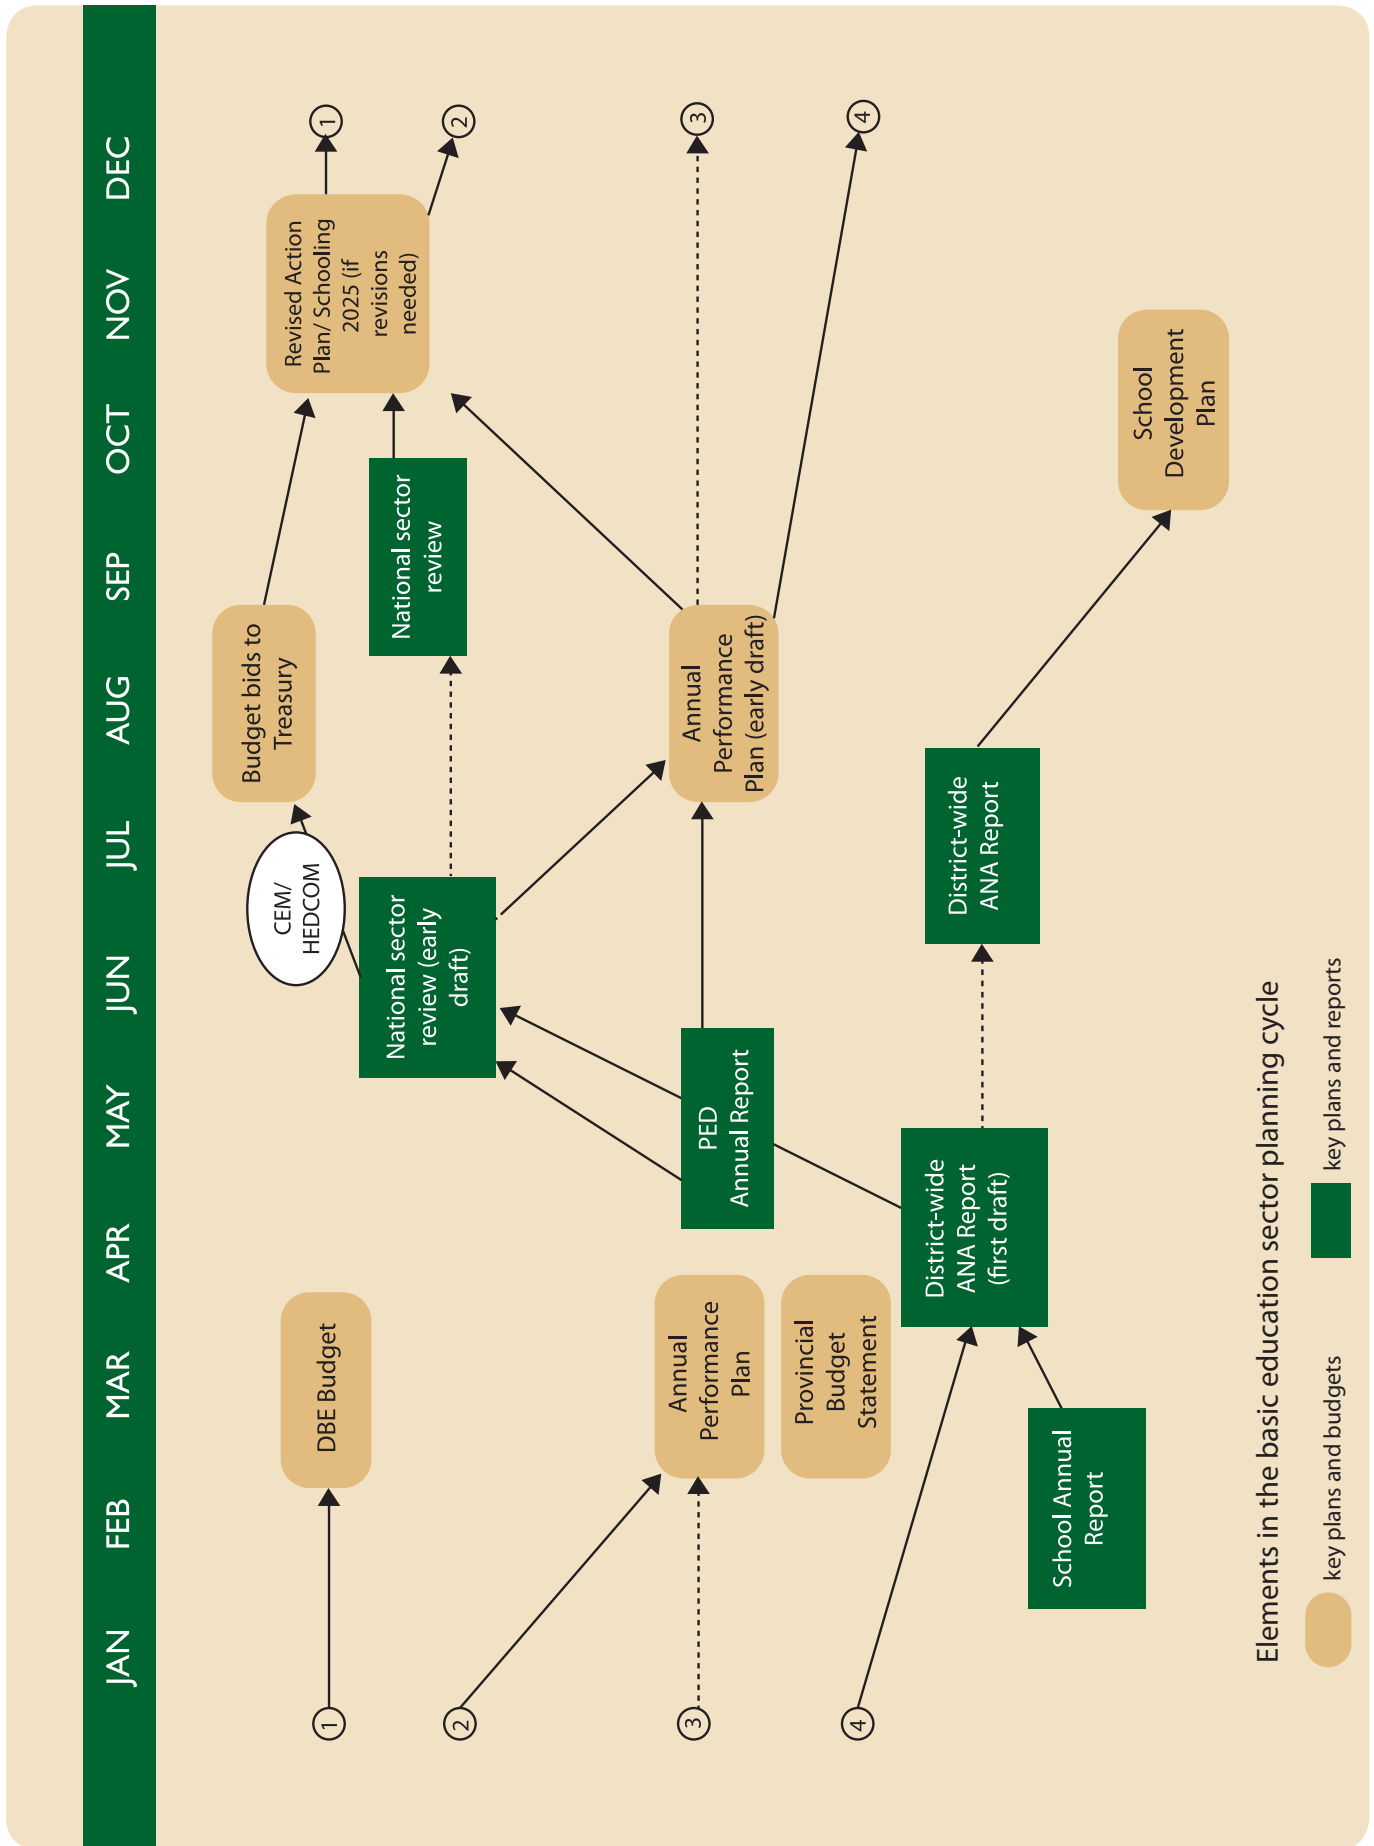 JAN FEB MAR APR MAY JUN JUL AUG SEP OCT NOV DEC
1
DBE Budget
CEM/
HEDCOM
Budget bids to
Treasury
Revised Action
Plan/ Schooling
2025 (if
revisions
needed)
1
2
National sector
review (early
draft)
National sector
review
2
3
Annual
Performance
Plan
PED
Annual Report
Annual
Performance
Plan (early draft)
3
Provincial
Budget
Statement
4
District-wide
ANA Report
(first draft)
District-wide
ANA Report
4
School Annual
Report
School
Development
Plan
Elements in the basic education sector planning cycle
key plans and budgets
key plans and reports